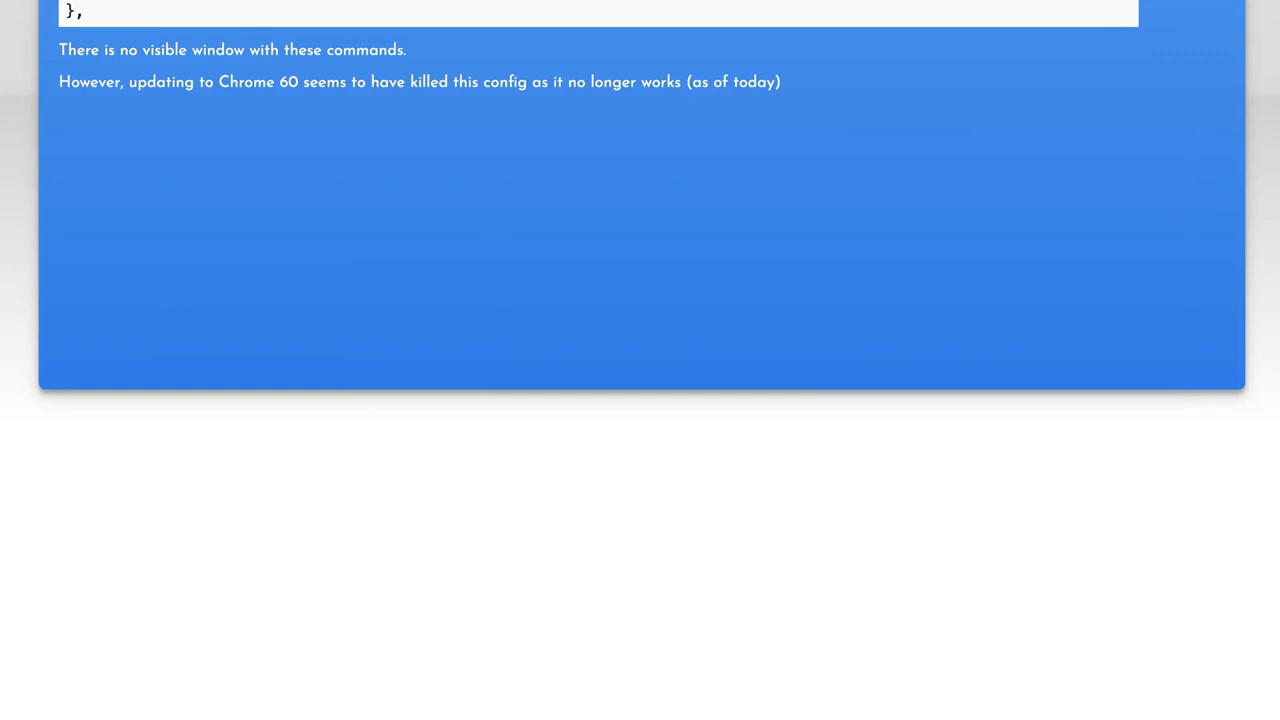 },
There is no visible window with these commands.
However, updating to Chrome 60 seems to have killed this config as it no longer works (as of today)